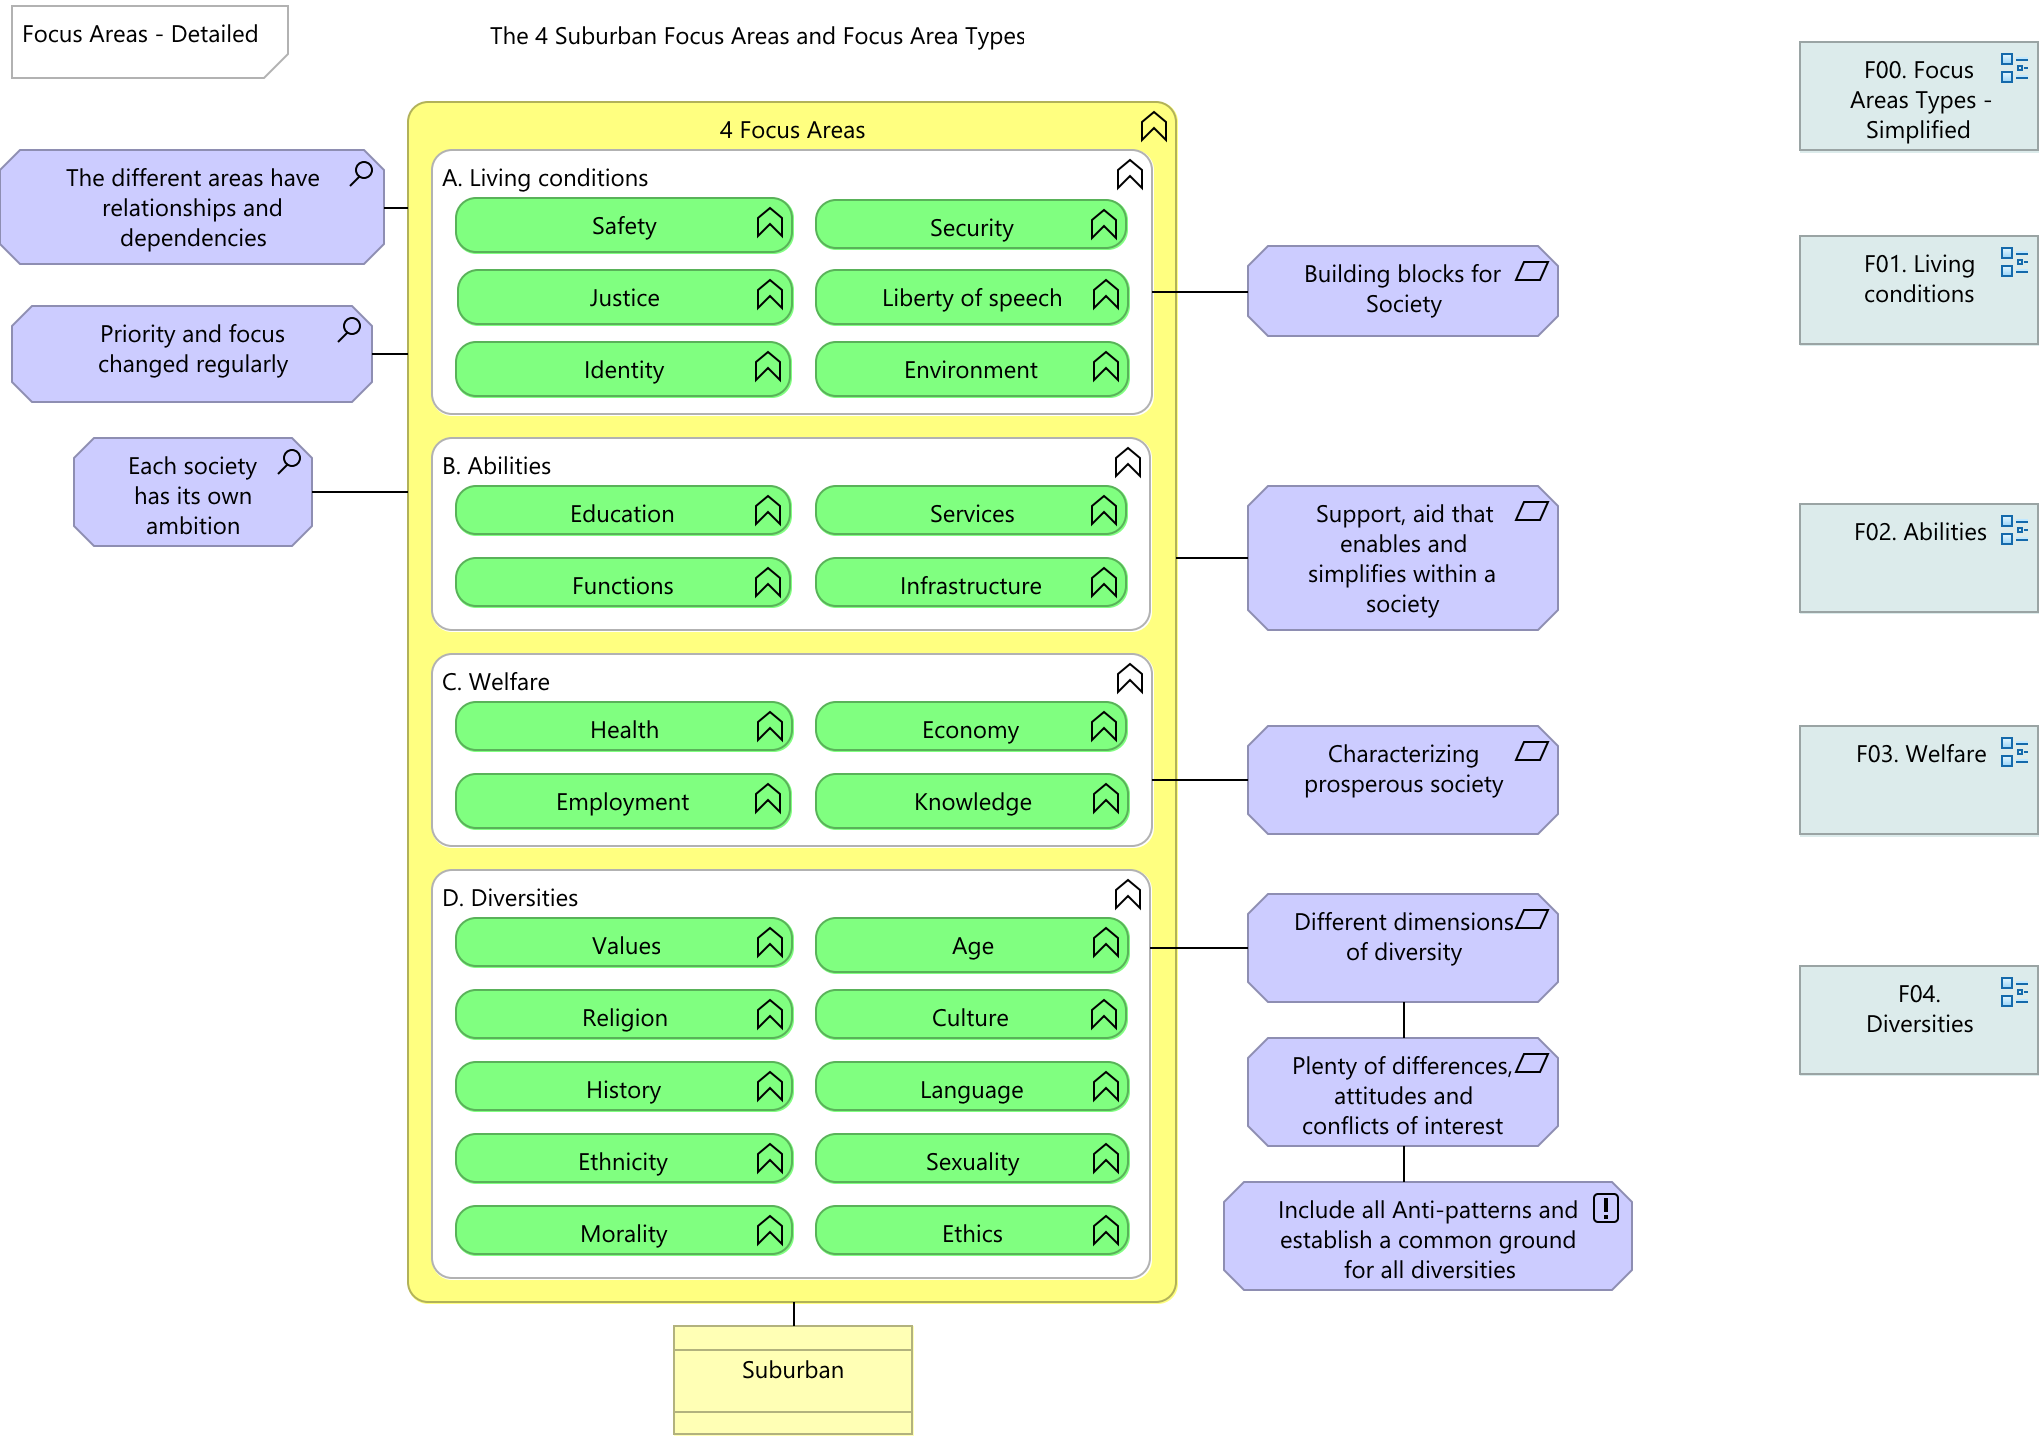 Focus Areas - Detailed
The 4 Suburban Focus Areas and Focus Area Types
F00. Focus
Areas Types -
Simplified
4 Focus Areas
The different areas have
relationships and
dependencies
Priority and focus
changed regularly
Each society
has its own
ambition
A. Living conditions
Safety
Security
Justice
Liberty of speech
Identity
Environment
Building blocks for
Society
F01. Living
conditions
B. Abilities
Education
Services
Functions
Infrastructure
Support, aid that
enables and
simplifies within a
society
F02. Abilities
C. Welfare
Health
Economy
Employment
Knowledge
Characterizing
prosperous society
F03. Welfare
D. Diversities
Values
Age
Religion
Culture
History
Language
Ethnicity
Sexuality
Morality
Ethics
Different dimensions
of diversity
Plenty of differences,
attitudes and
conflicts of interest
Include all Anti-patterns and
establish a common ground
for all diversities
F04.
Diversities
Suburban